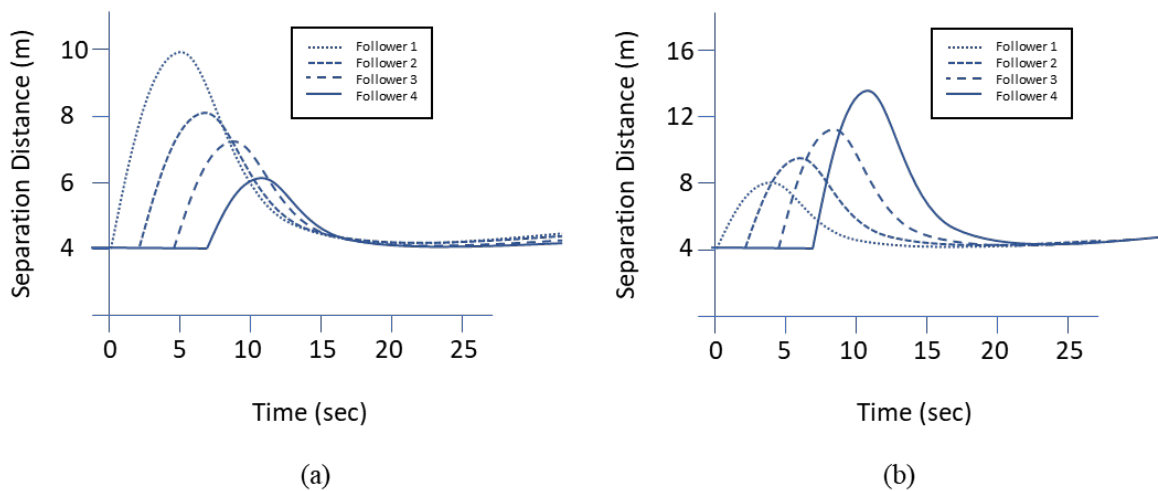 Separation Distance (m)
10
8
6
4
Follower 1
Follower 2
Follower 3
Follower 4
0 5 10 15 20 25
Time (sec)
(a)
Separation Distance (m)
16
12
8
4
Follower 1
Follower 2
Follower 3
Follower 4
0 5 10 15 20 25
Time (sec)
(b)